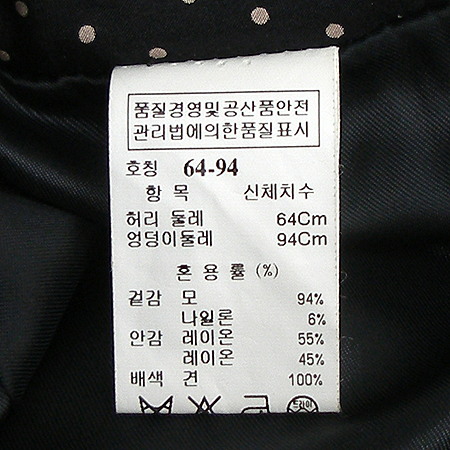 품질경영및공산품안전
관리법에의한품질표시
호칭 64-94
항 목 신체치수
허리 둘레 64Cm
엉덩이둘레 94Cm
혼 용 률 (%)
겉감 모 94%
나일론 6%
안감 레이온 55%
레이온 45%
배색 견 100%
드라이